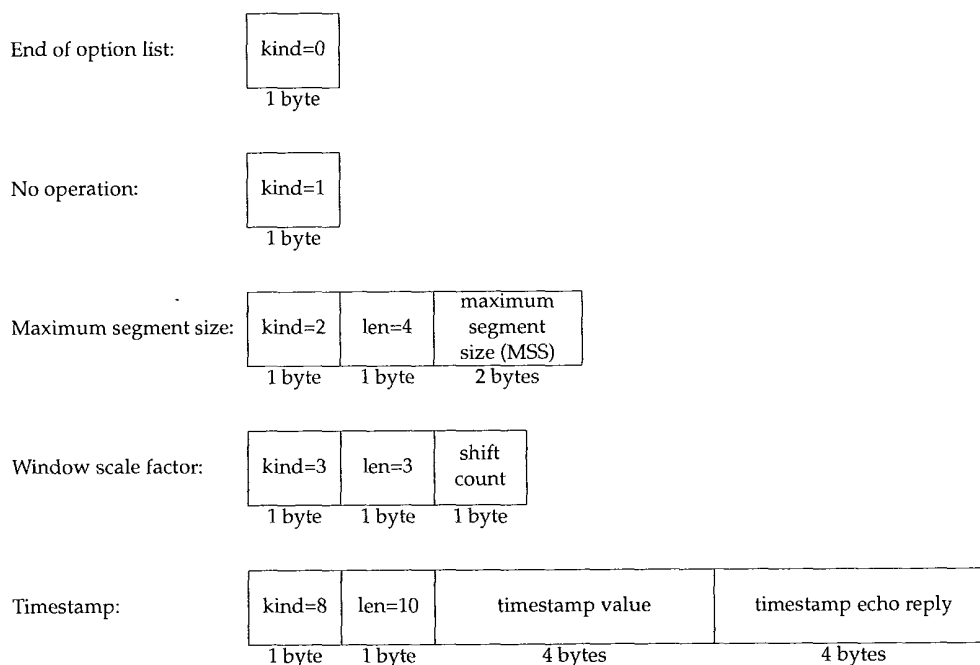 End of option list:
kind=0
1 byte
No operation:
kind=1
1 byte
Maximum segment size:
kind=2
len=4
maximum
segment
size (MSS)
1 byte
1 byte
2 bytes
Window scale factor:
kind=3
len=3
shift
count
1 byte
1 byte
1 byte
Timestamp:
kind=8
len=10
timestamp value
timestamp echo reply
1 byte
1 byte
4 bytes
4 bytes